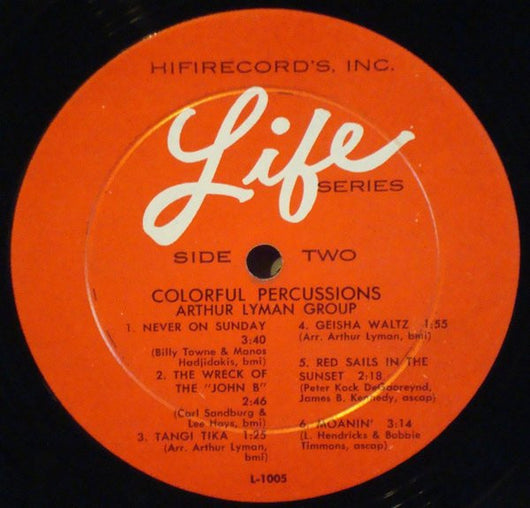 HIFIRECORD'S, INC.
Life
SERIES
SIDE TWO
COLORFUL PERCUSSIONS
ARTHUR LYMAN GROUP
1. NEVER ON SUNDAY
3:40
(Billy Towne & Manos
Hadjidakis, bmi)
2. THE WRECK OF
THE "JOHN B"
2:46
(Carl Sandburg &
Lee Hays, bmi)
3. TANGI TIKA 1:25
(Arr. Arthur Lyman,
bmi)
4. GEISHA WALTZ 1:55
(Arr. Arthur Lyman, bmi)
5. RED SAILS IN THE
SUNSET 2:18
(Peter Kock DeGooreynd,
James B. Kennedy, ascap)
6. MOANIN' 3:14
(L. Hendricks & Bobbie
Timmons, ascap)
L-1005